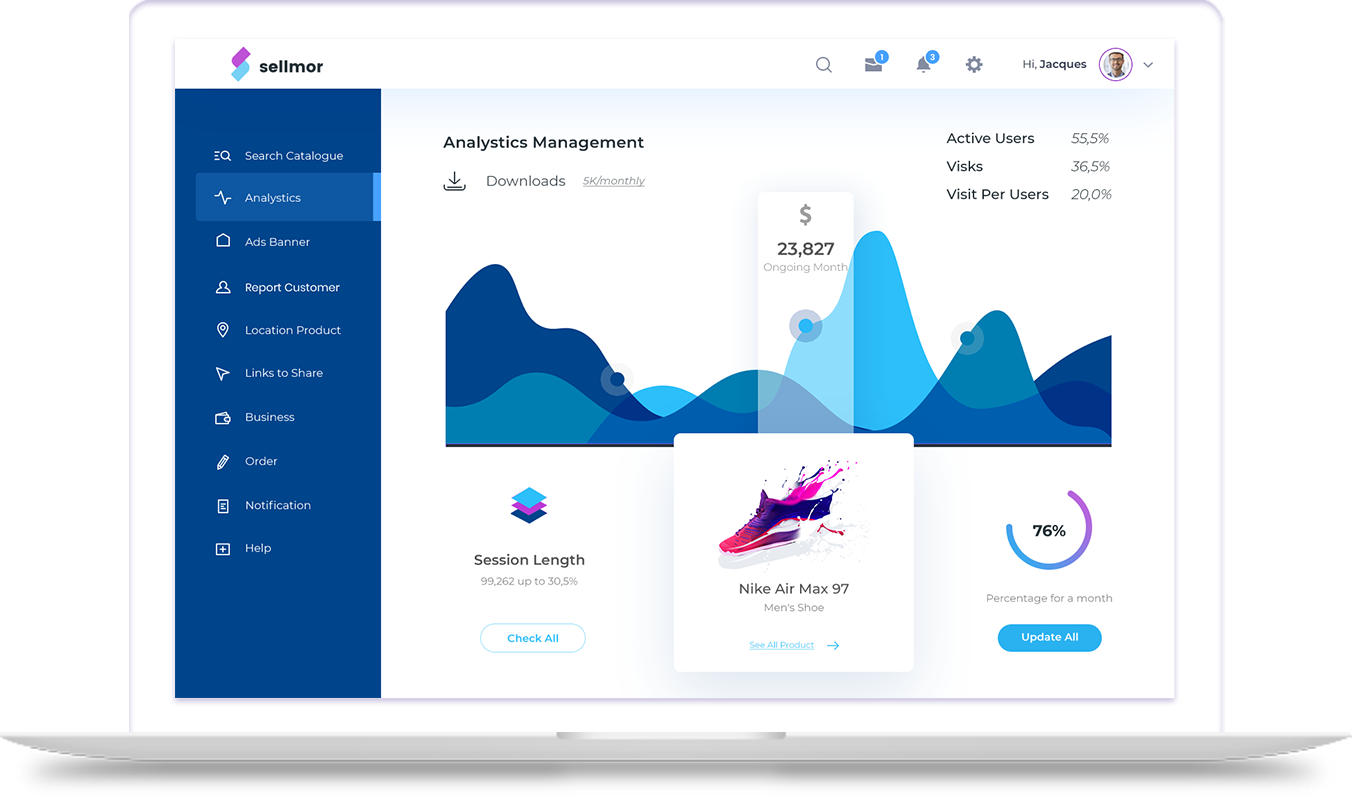 sellmor
1
3
Hi, Jacques
Search Catalogue
Analystics
Ads Banner
Report Customer
Location Product
Links to Share
Business
Order
Notification
Help
Analystics Management
Downloads 5K/monthly
Active Users 55,5%
Visks 36,5%
Visit Per Users 20,0%
$
23,827
Ongoing Month
Session Length
99,262 up to 30,5%
Check All
Nike Air Max 97
Men's Shoe
See All Product
76%
Percentage for a month
Update All